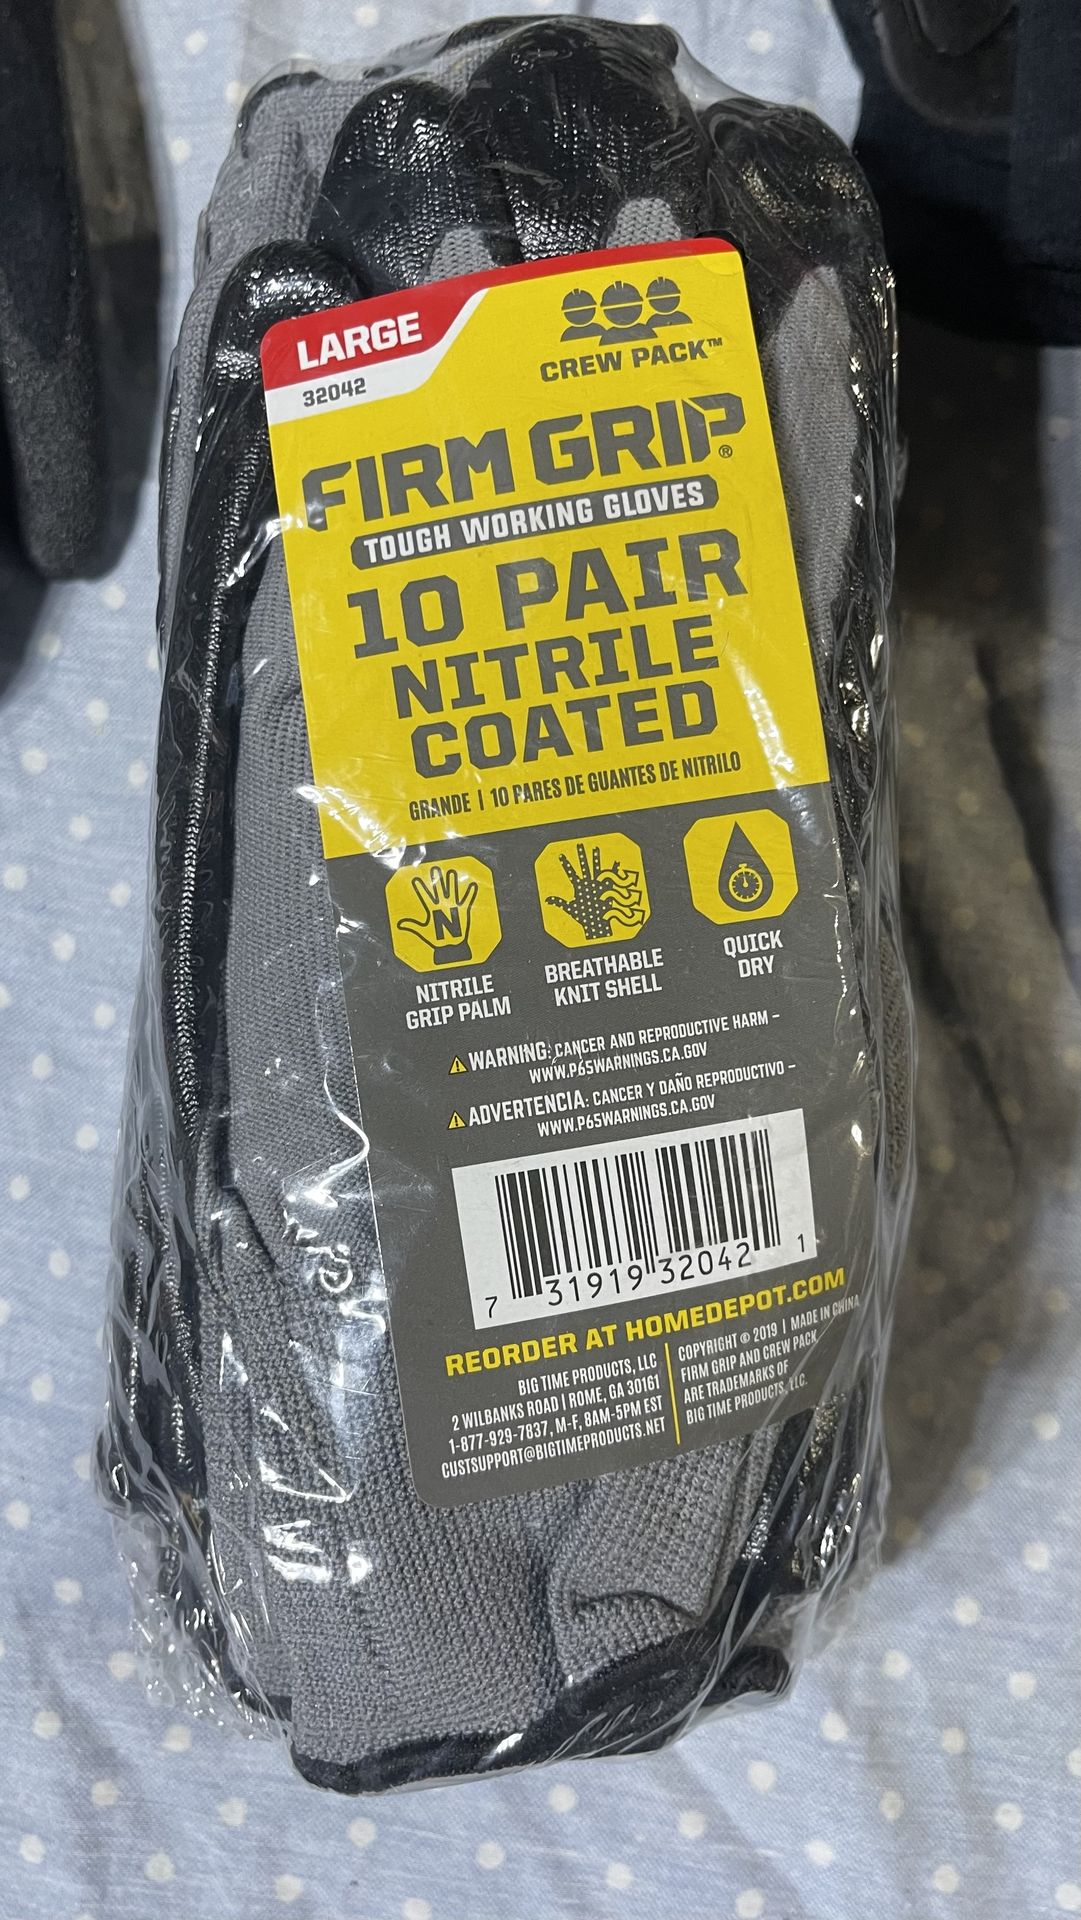 LARGE
32042
CREW PACK™
FIRM GRIP®
TOUGH WORKING GLOVES
10 PAIR
NITRILE
COATED
GRANDE | 10 PARES DE GUANTES DE NITRILO
N
NITRILE
GRIP PALM
BREATHABLE
KNIT SHELL
QUICK
DRY
⚠WARNING: CANCER AND REPRODUCTIVE HARM –
WWW.P65WARNINGS.CA.GOV
⚠ADVERTENCIA: CANCER Y DAÑO REPRODUCTIVO –
WWW.P65WARNINGS.CA.GOV
7 31919 32042 1
REORDER AT HOMEDEPOT.COM
BIG TIME PRODUCTS, LLC
2 WILBANKS ROAD | ROME, GA 30161
1-877-929-7837, M-F, 8AM-5PM EST
CUSTSUPPORT@BIGTIMEPRODUCTS.NET
COPYRIGHT © 2019 | MADE IN CHINA
FIRM GRIP AND CREW PACK
ARE TRADEMARKS OF
BIG TIME PRODUCTS, LLC.